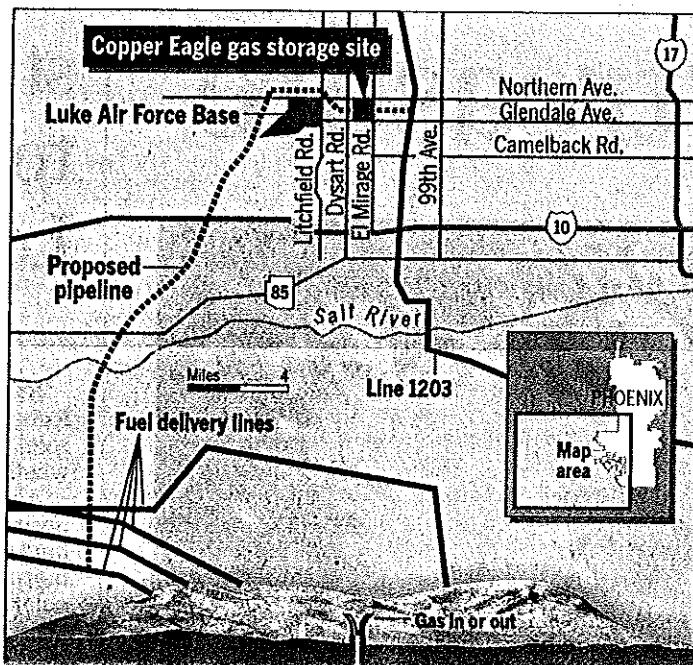 17
Copper Eagle gas storage site
Northern Ave.
Luke Air Force Base
Glendale Ave.
Camelback Rd.
Litchfield Rd.
Dysart Rd.
El Mirage Rd.
99th Ave.
10
Proposed
pipeline
85
Salt River
Miles 4
Line 1203
PHOENIX
Fuel delivery lines
Map
area
Gas in or out